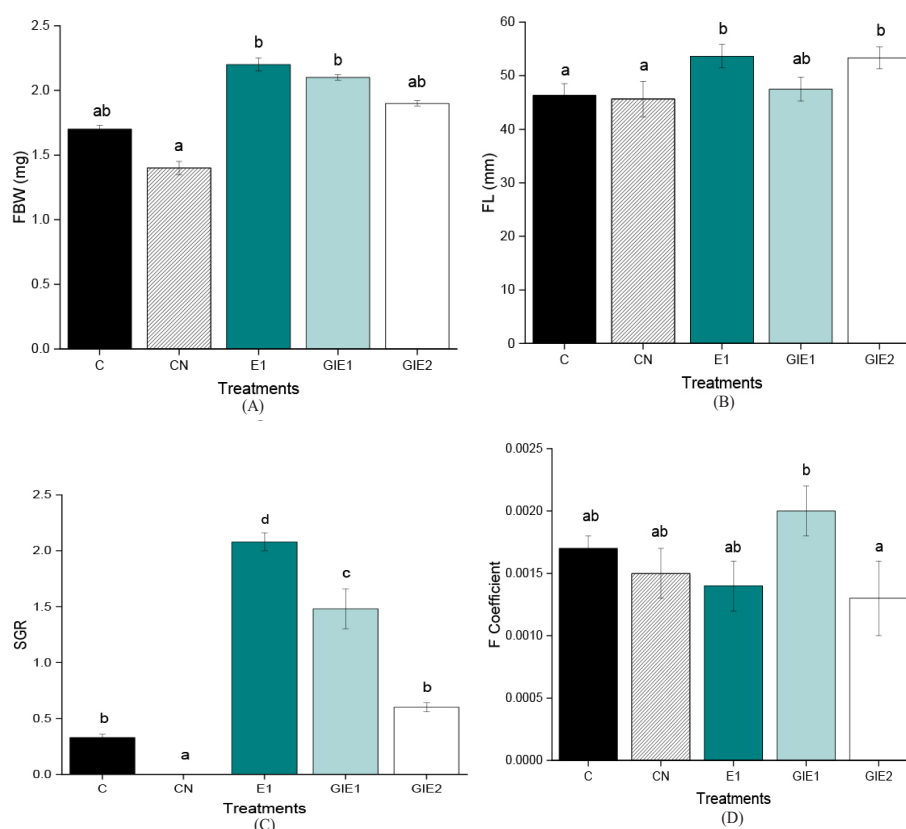 FBW (mg)
2.5
2.0
1.5
1.0
0.5
0.0
ab
a
b
b
ab
C CN E1 GIE1 GIE2
Treatments
(A)
FL (mm)
60
50
40
30
20
10
0
a
a
b
ab
b
C CN E1 GIE1 GIE2
Treatments
(B)
SGR
2.5
2.0
1.5
1.0
0.5
0.0
b
a
d
c
b
C CN E1 GIE1 GIE2
Treatments
(C)
F Coefficient
0.0025
0.0020
0.0015
0.0010
0.0005
0.0000
ab
ab
ab
b
a
C CN E1 GIE1 GIE2
Treatments
(D)